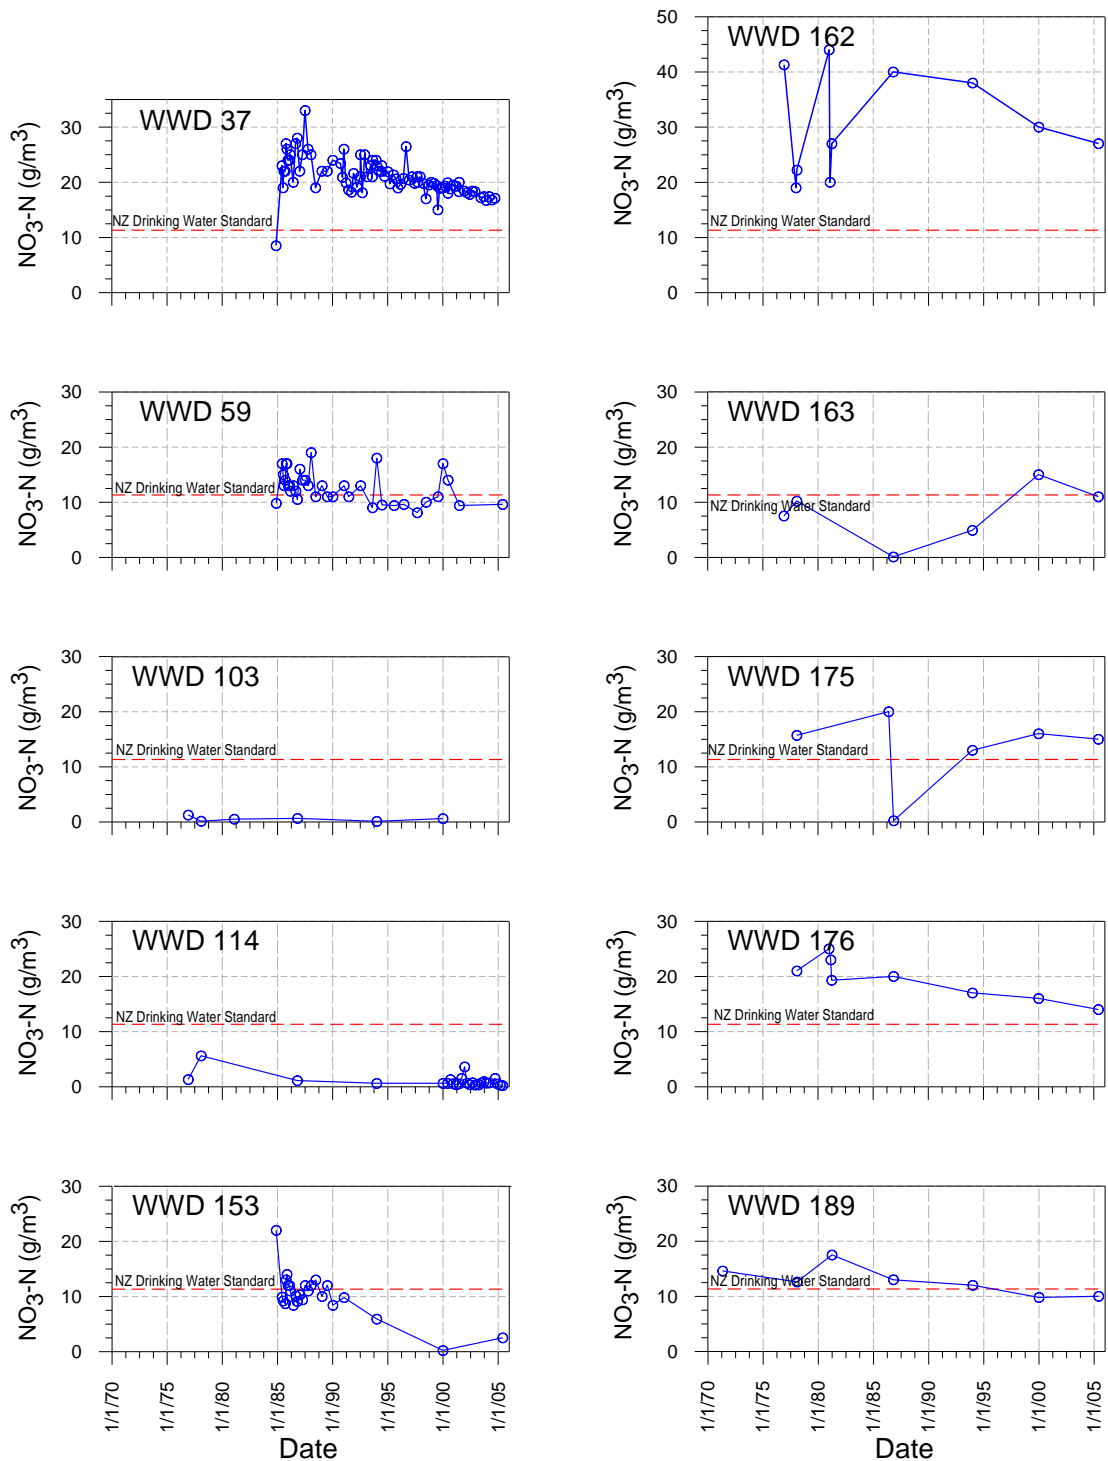 WWD 37
NO3-N (g/m3)
30
20
10
0
NZ Drinking Water Standard
WWD 59
NO3-N (g/m3)
30
20
10
0
NZ Drinking Water Standard
WWD 103
NO3-N (g/m3)
30
20
10
0
NZ Drinking Water Standard
WWD 114
NO3-N (g/m3)
30
20
10
0
NZ Drinking Water Standard
WWD 153
NO3-N (g/m3)
30
20
10
0
NZ Drinking Water Standard
1/1/70
1/1/75
1/1/80
1/1/85
1/1/90
1/1/95
1/1/00
1/1/05
Date
WWD 162
NO3-N (g/m3)
50
40
30
20
10
0
NZ Drinking Water Standard
WWD 163
NO3-N (g/m3)
30
20
10
0
NZ Drinking Water Standard
WWD 175
NO3-N (g/m3)
30
20
10
0
NZ Drinking Water Standard
WWD 176
NO3-N (g/m3)
30
20
10
0
NZ Drinking Water Standard
WWD 189
NO3-N (g/m3)
30
20
10
0
NZ Drinking Water Standard
1/1/70
1/1/75
1/1/80
1/1/85
1/1/90
1/1/95
1/1/00
1/1/05
Date